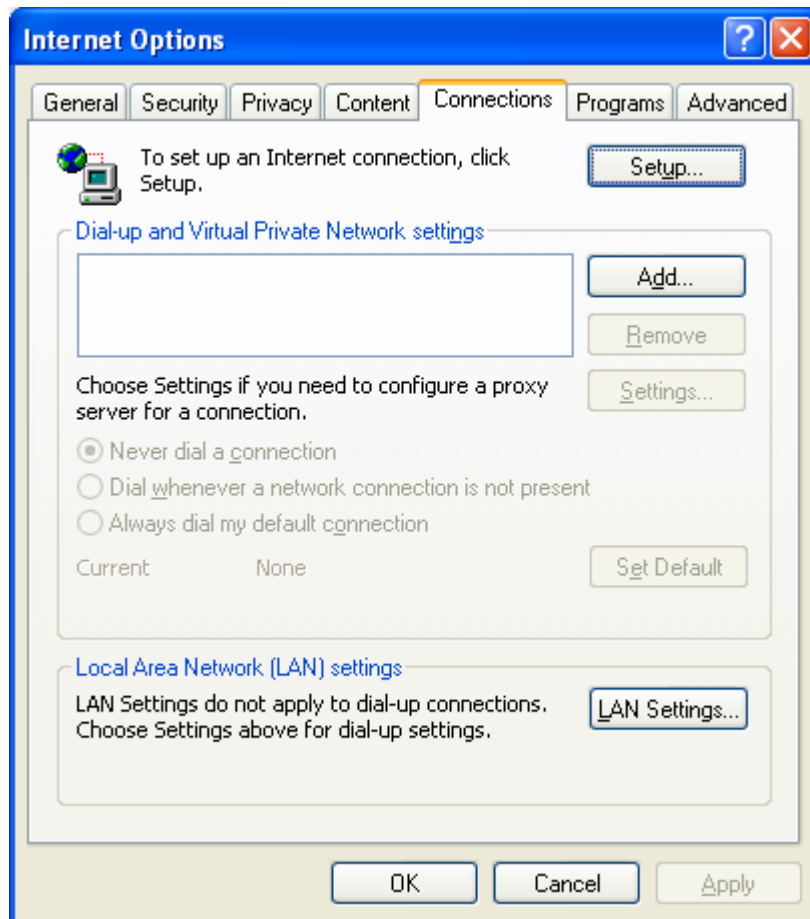 Internet Options
General Security Privacy Content Connections Programs Advanced
To set up an Internet connection, click
Setup.
Setup...
Dial-up and Virtual Private Network settings
Add...
Remove
Choose Settings if you need to configure a proxy
server for a connection.
Settings...
Never dial a connection
Dial whenever a network connection is not present
Always dial my default connection
Current None Set Default
Local Area Network (LAN) settings
LAN Settings do not apply to dial-up connections.
Choose Settings above for dial-up settings.
LAN Settings...
OK Cancel Apply